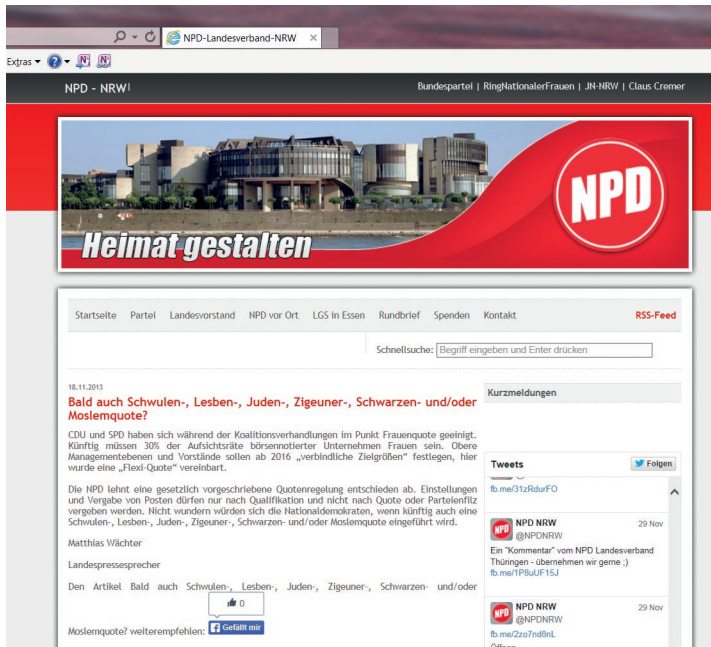 NPD-Landesverband-NRW ×
Extras
NPD - NRW
Bundespartei | RingNationalerFrauen | JN-NRW | Claus Cremer
NPD
Heimat gestalten
Startseite Partei Landesvorstand NPD vor Ort LGS in Essen Rundbrief Spenden Kontakt RSS-Feed
Schnellsuche: Begriff eingeben und Enter drücken
18.11.2013
Bald auch Schwulen-, Lesben-, Juden-, Zigeuner-, Schwarzen- und/oder
Moslemquote?
CDU und SPD haben sich während der Koalitionsverhandlungen im Punkt Frauenquote geeinigt.
Künftig müssen 30% der Aufsichtsräte börsennotierter Unternehmen Frauen sein. Obere
Managementebenen und Vorstände sollen ab 2016 „verbindliche Zielgrößen“ festlegen, hier
wurde eine „Flexi-Quote“ vereinbart.
Die NPD lehnt eine gesetzlich vorgeschriebene Quotenregelung entschieden ab. Einstellungen
und Vergabe von Posten dürfen nur nach Qualifikation und nicht nach Quote oder Parteienfilz
vergeben werden. Nicht wundern würden sich die Nationaldemokraten, wenn künftig auch eine
Schwulen-, Lesben-, Juden-, Zigeuner-, Schwarzen- und/oder Moslemquote eingeführt wird.
Matthias Wächter
Landespressesprecher
Den Artikel Bald auch Schwulen-, Lesben-, Juden-, Zigeuner-, Schwarzen- und/oder
0
Moslemquote? weiterempfehlen: Gefällt mir
Kurzmeldungen
Tweets Folgen
fb.me/31zRdurFO
NPD NRW 29 Nov
@NPDNRW
Ein "Kommentar" vom NPD Landesverband
Thüringen - übernehmen wir gerne ;)
fb.me/1P8uUF15J
NPD NRW 29 Nov
@NPDNRW
fb.me/2zo7nd8nL